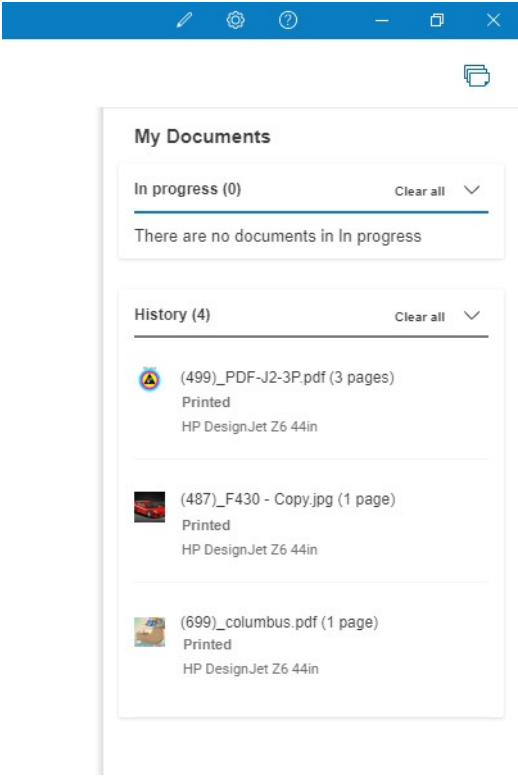 My Documents
In progress (0) Clear all
There are no documents in In progress
History (4) Clear all
(499)_PDF-J2-3P.pdf (3 pages)
Printed
HP DesignJet Z6 44in
(487)_F430 - Copy.jpg (1 page)
Printed
HP DesignJet Z6 44in
(699)_columbus.pdf (1 page)
Printed
HP DesignJet Z6 44in